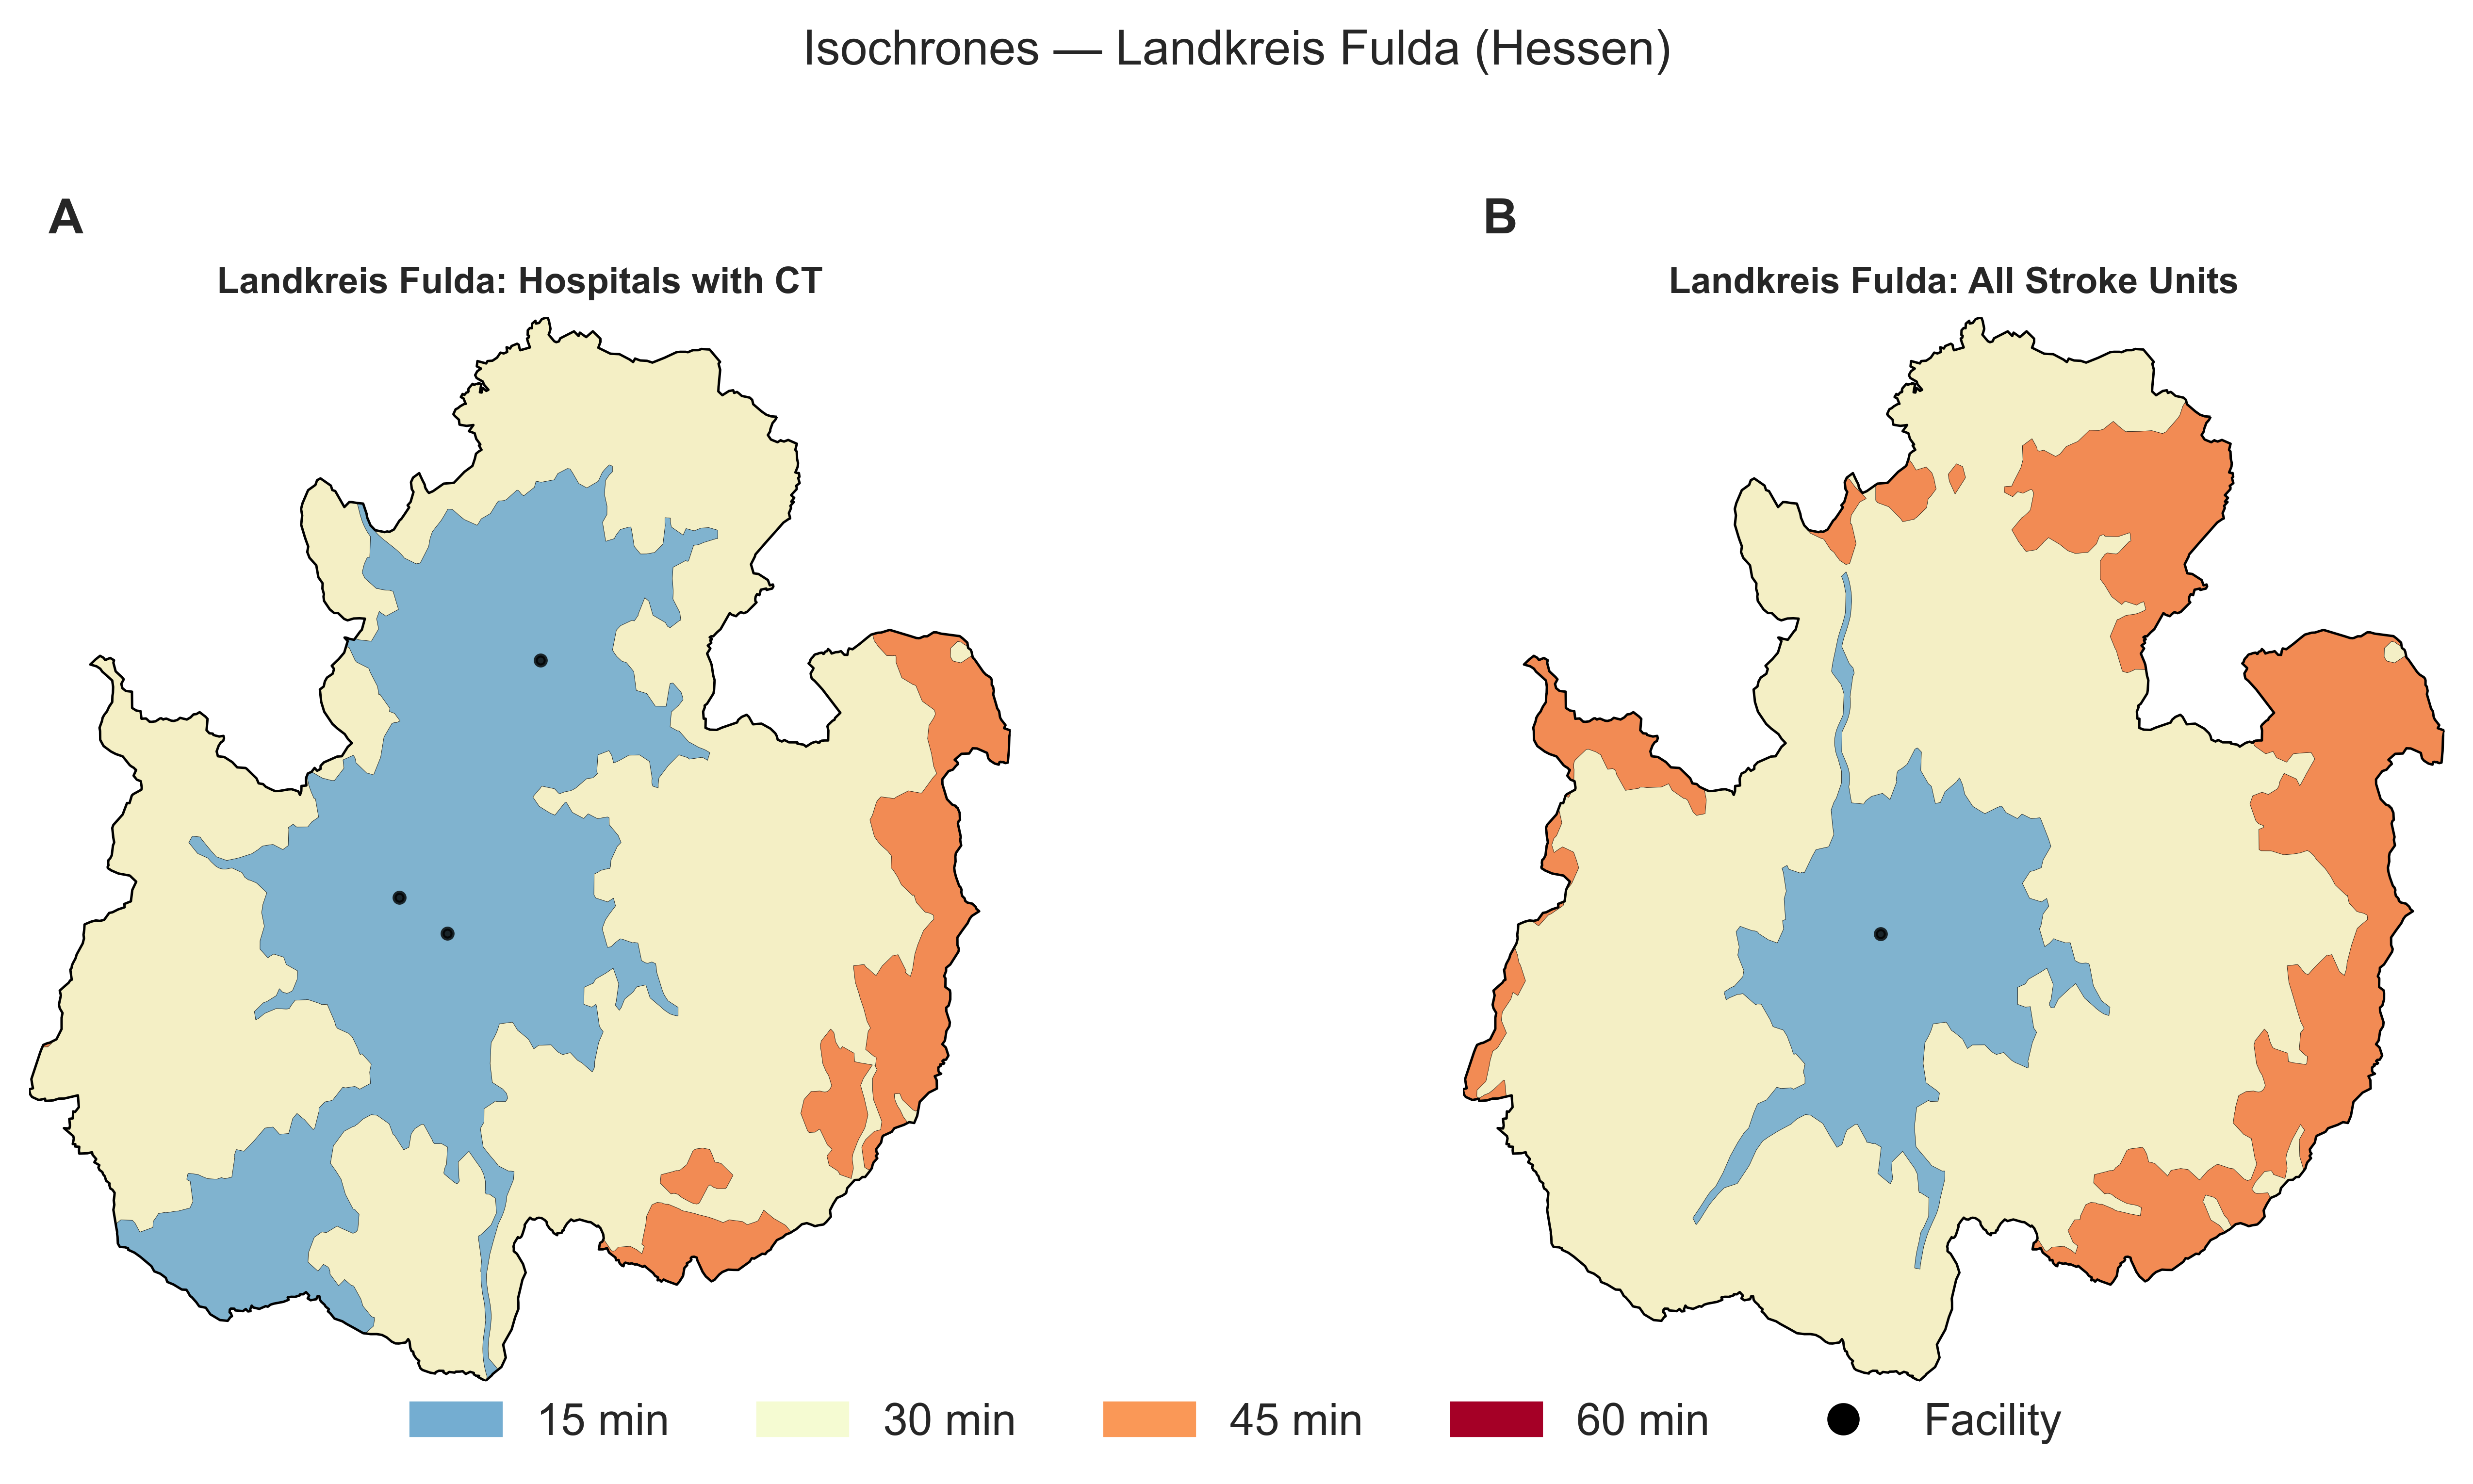 Isochrones — Landkreis Fulda (Hessen)
A
Landkreis Fulda: Hospitals with CT
B
Landkreis Fulda: All Stroke Units
15 min
30 min
45 min
60 min
Facility